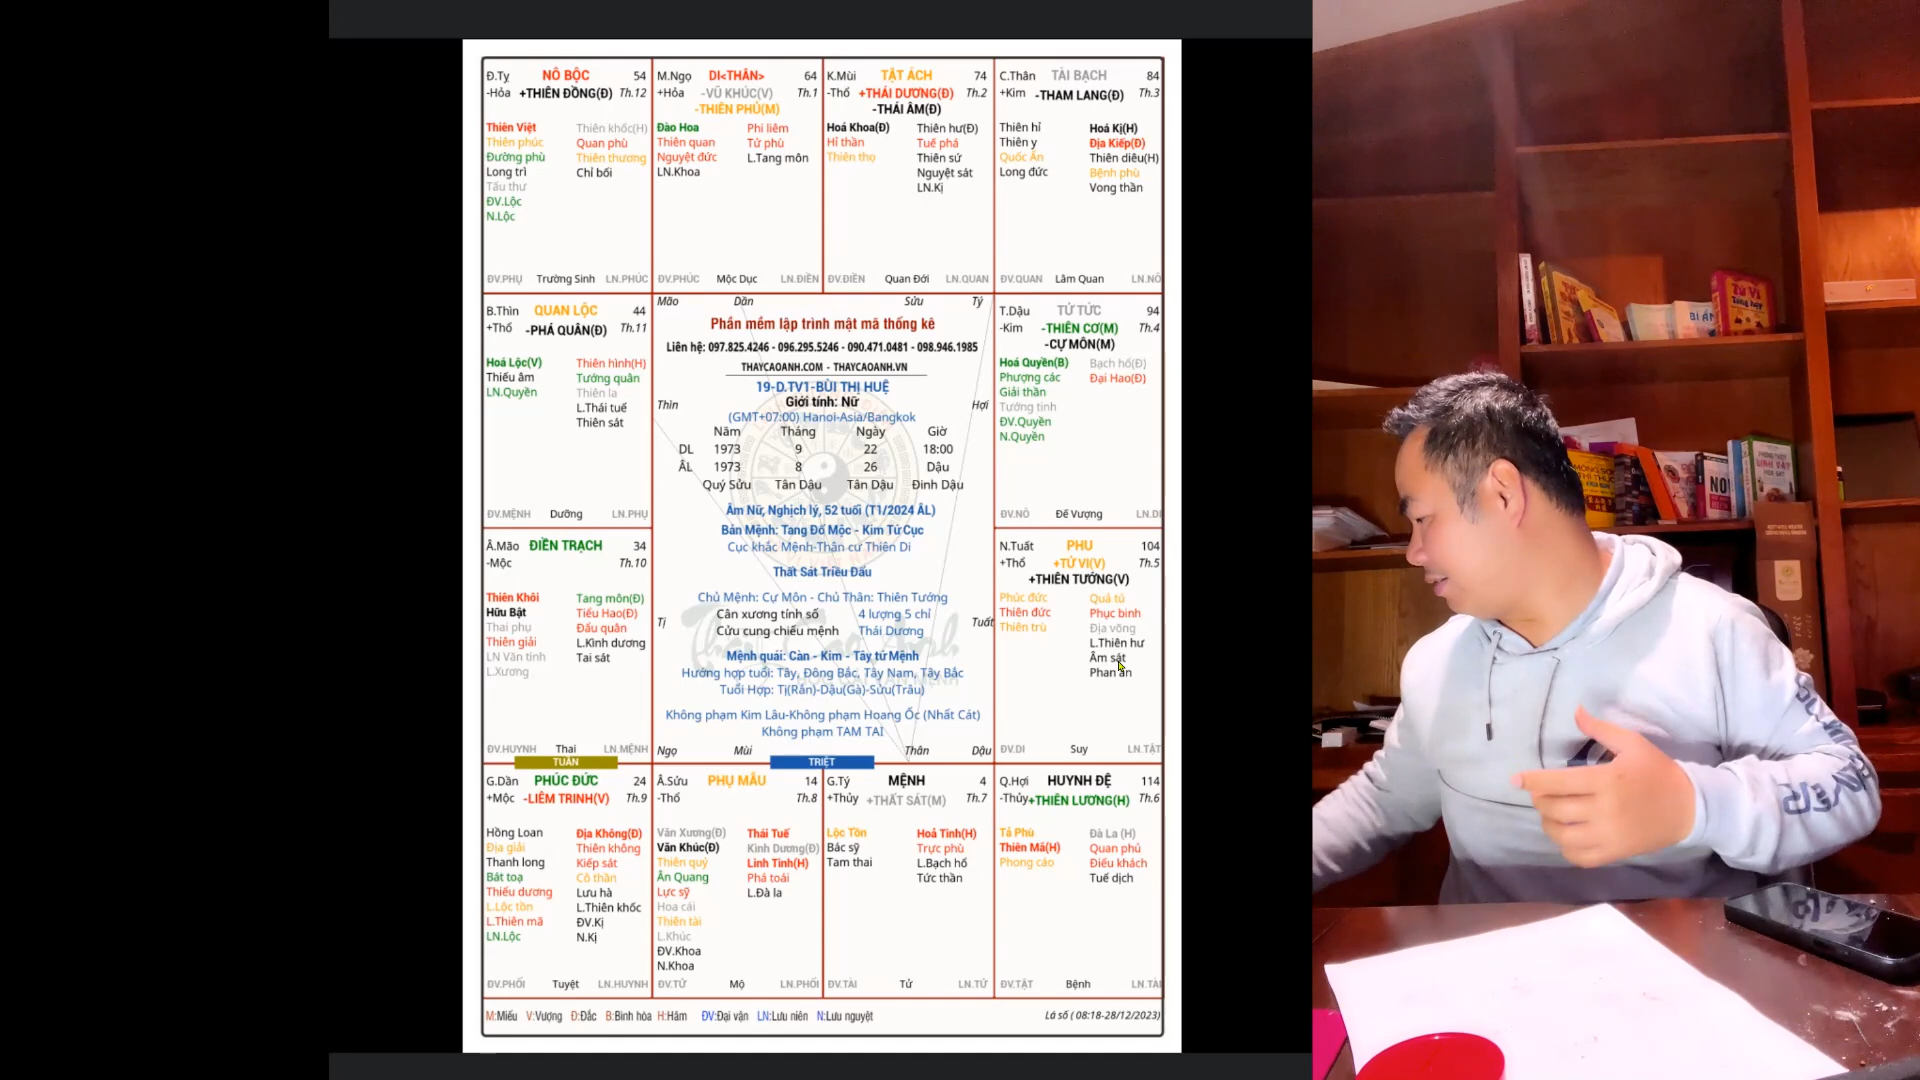 Đ.Tỵ NÔ BỘC 54
-Hỏa +THIÊN ĐỒNG(Đ) Th.12
Thiên Việt Thiên khốc(H)
Thiên phúc Quan phù
Đường phù Thiên thương
Long trì Chỉ bối
Tấu thư
ĐV.Lộc
N.Lộc
ĐV.PHỤ Trường Sinh LN.PHÚC
M.Ngọ DI<THÂN> 64
+Hỏa -VŨ KHÚC(V) Th.1
-THIÊN PHỦ(M)
Đào Hoa Phi liêm
Thiên quan Tử phù
Nguyệt đức L.Tang môn
LN.Khoa
ĐV.PHÚC Mộc Dục LN.ĐIỀN
K.Mùi TẬT ÁCH 74
-Thổ +THÁI DƯƠNG(Đ) Th.2
-THÁI ÂM(Đ)
Hoá Khoa(Đ) Thiên hư(Đ)
Hỉ thần Tuế phá
Thiên thọ Thiên sứ
Nguyệt sát
LN.Kị
ĐV.ĐIỀN Quan Đới LN.QUAN
C.Thân TÀI BẠCH 84
+Kim -THAM LANG(Đ) Th.3
Thiên hỉ Hoá Kị(H)
Thiên y Địa Kiếp(Đ)
Quốc Ấn Thiên diêu(H)
Long đức Bệnh phù
Vong thần
ĐV.QUAN Lâm Quan LN.NÔ
B.Thìn QUAN LỘC 44
+Thổ -PHÁ QUÂN(Đ) Th.11
Hoá Lộc(V) Thiên hình(H)
Thiếu âm Tướng quân
LN.Quyền Thiên la
L.Thái tuế
Thiên sát
ĐV.MỆNH Dưỡng LN.PHỤ
Mão Dần Sửu Tý
Phần mềm lập trình mật mã thống kê
Liên hệ: 097.825.4246 - 096.295.5246 - 090.471.0481 - 098.946.1985
THAYCAOANH.COM - THAYCAOANH.VN
19-D.TV1-BÙI THỊ HUỆ
Giới tính: Nữ
Thìn Hợi
(GMT+07:00) Hanoi-Asia/Bangkok
Năm Tháng Ngày Giờ
DL 1973 9 22 18:00
ÂL 1973 8 26 Dậu
Quý Sửu Tân Dậu Tân Dậu Đinh Dậu
Âm Nữ, Nghịch lý, 52 tuổi (T1/2024 ÂL)
Bản Mệnh: Tang Đố Mộc - Kim Tứ Cục
Cục khắc Mệnh-Thân cư Thiên Di
Thất Sát Triều Đẩu
Chủ Mệnh: Cự Môn - Chủ Thân: Thiên Tướng
Cân xương tính số 4 lượng 5 chỉ
Tị Tuất
Cửu cung chiếu mệnh Thái Dương
Thầy Cao Anh
Mệnh quái: Càn - Kim - Tây tứ Mệnh
Hướng hợp tuổi: Tây, Đông Bắc, Tây Nam, Tây Bắc
Tuổi Hợp: Tị(Rắn)-Dậu(Gà)-Sửu(Trâu)
Không phạm Kim Lâu-Không phạm Hoang Ốc (Nhất Cát)
Không phạm TAM TAI
Ngọ Mùi Thân Dậu
T.Dậu TỬ TỨC 94
-Kim -THIÊN CƠ(M) Th.4
-CỰ MÔN(M)
Hoá Quyền(B) Bạch hổ(Đ)
Phượng các Đại Hao(Đ)
Giải thần
Tướng tinh
ĐV.Quyền
N.Quyền
ĐV.NÔ Đế Vượng LN.DI
Ấ.Mão ĐIỀN TRẠCH 34
-Mộc Th.10
Thiên Khôi Tang môn(Đ)
Hữu Bật Tiểu Hao(Đ)
Thai phụ Đẩu quân
Thiên giải L.Kình dương
LN Văn tinh Tai sát
L.Xương
ĐV.HUYNH Thai LN.MỆNH
N.Tuất PHU 104
+Thổ +TỬ VI(V) Th.5
+THIÊN TƯỚNG(V)
Phúc đức Quả tú
Thiên đức Phục binh
Thiên trù Địa võng
L.Thiên hư
Âm sát
Phan án
ĐV.DI Suy LN.TẬT
TUẦN TRIỆT
G.Dần PHÚC ĐỨC 24
+Mộc -LIÊM TRINH(V) Th.9
Hồng Loan Địa Không(Đ)
Địa giải Thiên không
Thanh long Kiếp sát
Bát toạ Cô thần
Thiếu dương Lưu hà
L.Lộc tồn L.Thiên khốc
L.Thiên mã ĐV.Kị
LN.Lộc N.Kị
ĐV.PHỐI Tuyệt LN.HUYNH
Ấ.Sửu PHỤ MẪU 14
-Thổ Th.8
Văn Xương(Đ) Thái Tuế
Văn Khúc(Đ) Kình Dương(Đ)
Thiên quý Linh Tinh(H)
Ân Quang Phá toái
Lực sỹ L.Đà la
Hoa cái
Thiên tài
L.Khúc
ĐV.Khoa
N.Khoa
ĐV.TỬ Mộ LN.PHỐI
G.Tý MỆNH 4
+Thủy +THẤT SÁT(M) Th.7
Lộc Tồn Hoả Tinh(H)
Bác sỹ Trực phù
Tam thai L.Bạch hổ
Tức thần
ĐV.TÀI Tử LN.TỬ
Q.Hợi HUYNH ĐỆ 114
-Thủy +THIÊN LƯƠNG(H) Th.6
Tả Phù Đà La (H)
Thiên Mã(H) Quan phủ
Phong cáo Điếu khách
Tuế dịch
ĐV.TẬT Bệnh LN.TÀI
M:Miếu V:Vượng Đ:Đắc B:Bình hòa H:Hãm ĐV:Đại vận LN:Lưu niên N:Lưu nguyệt
Lá số ( 08:18-28/12/2023)
TỬ VI